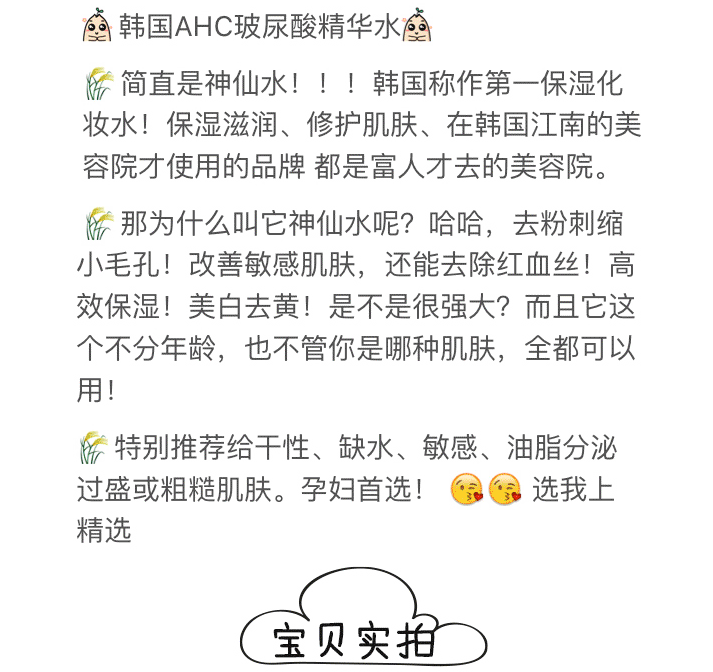 韩国AHC玻尿酸精华水
简直是神仙水！！！韩国称作第一保湿化
妆水！保湿滋润、修护肌肤、在韩国江南的美
容院才使用的品牌 都是富人才去的美容院。
那为什么叫它神仙水呢？哈哈，去粉刺缩
小毛孔！改善敏感肌肤，还能去除红血丝！高
效保湿！美白去黄！是不是很强大？而且它这
个不分年龄，也不管你是哪种肌肤，全都可以
用！
特别推荐给干性、缺水、敏感、油脂分泌
过盛或粗糙肌肤。孕妇首选！ 选我上
精选
宝贝实拍